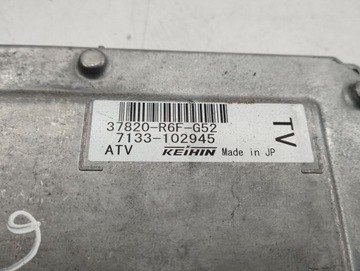 37820-R6F-G52
7133-102945
ATV KEIHIN Made in JP
TV